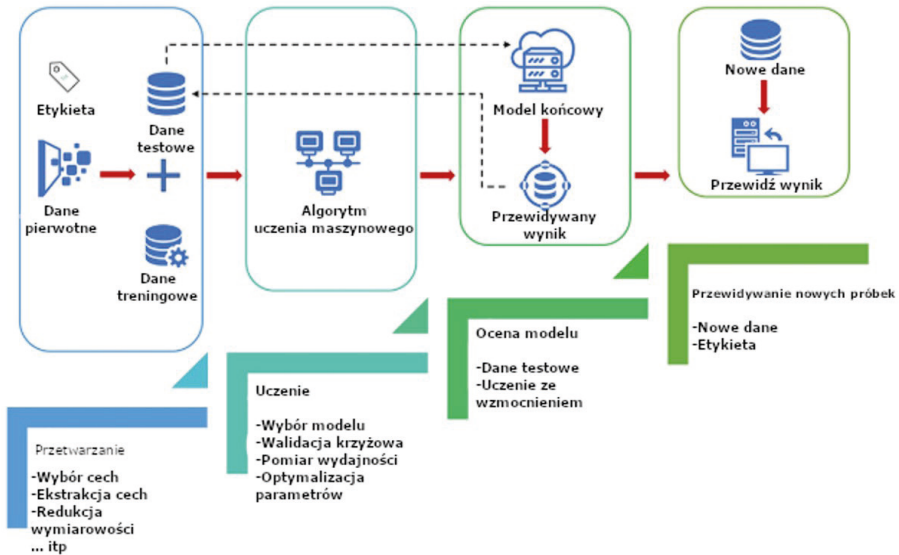 Etykieta
Dane
pierwotne
Dane
testowe
Dane
treningowe
Algorytm
uczenia maszynowego
Model końcowy
Przewidywany
wynik
Nowe dane
Przewidź wynik
Przetwarzanie
-Wybór cech
-Ekstrakcja cech
-Redukcja
wymiarowości
... itp
Uczenie
-Wybór modelu
-Walidacja krzyżowa
-Pomiar wydajności
-Optymalizacja
parametrów
Ocena modelu
-Dane testowe
-Uczenie ze
wzmocnieniem
Przewidywanie nowych próbek
-Nowe dane
-Etykieta